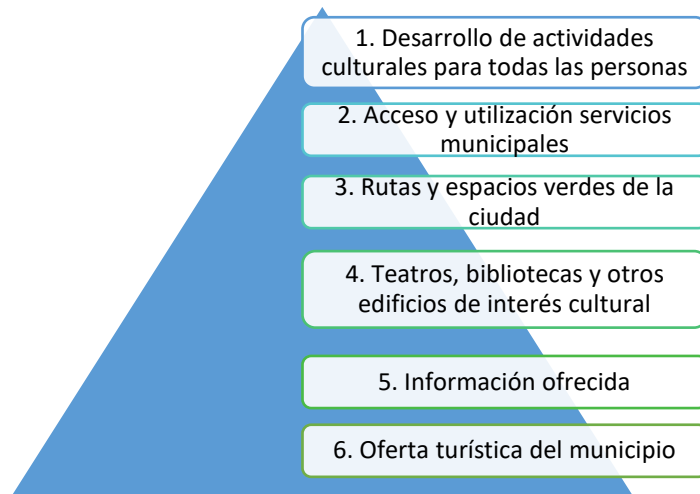 1. Desarrollo de actividades
culturales para todas las personas
2. Acceso y utilización servicios
municipales
3. Rutas y espacios verdes de la
ciudad
4. Teatros, bibliotecas y otros
edificios de interés cultural
5. Información ofrecida
6. Oferta turística del municipio